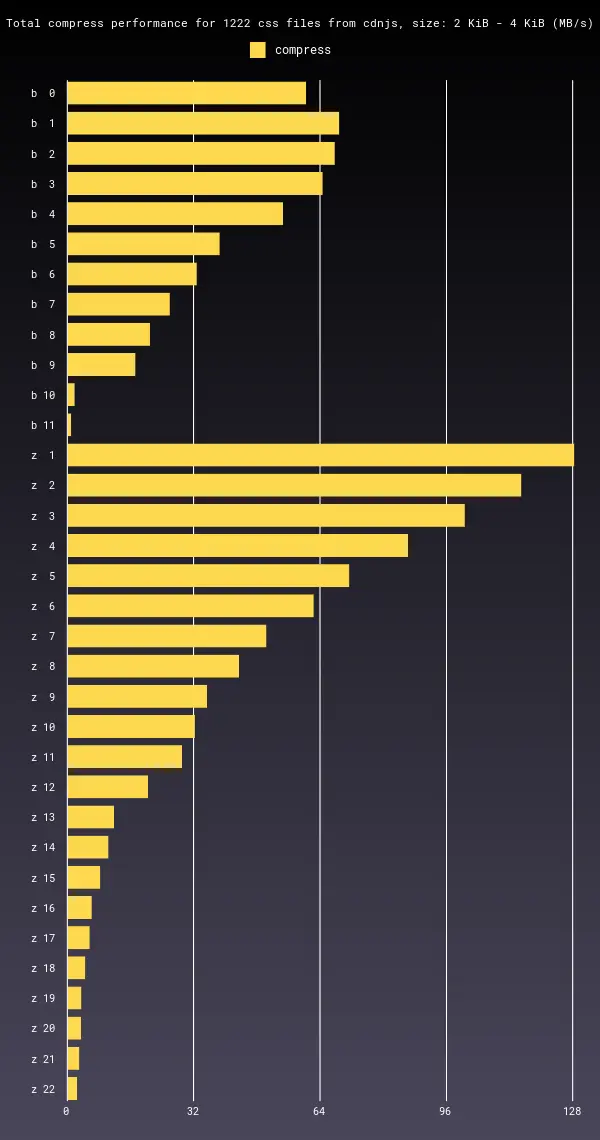 Total compress performance for 1222 css files from cdnjs, size: 2 KiB - 4 KiB (MB/s)
compress
b 0
b 1
b 2
b 3
b 4
b 5
b 6
b 7
b 8
b 9
b 10
b 11
z 1
z 2
z 3
z 4
z 5
z 6
z 7
z 8
z 9
z 10
z 11
z 12
z 13
z 14
z 15
z 16
z 17
z 18
z 19
z 20
z 21
z 22
0 32 64 96 128